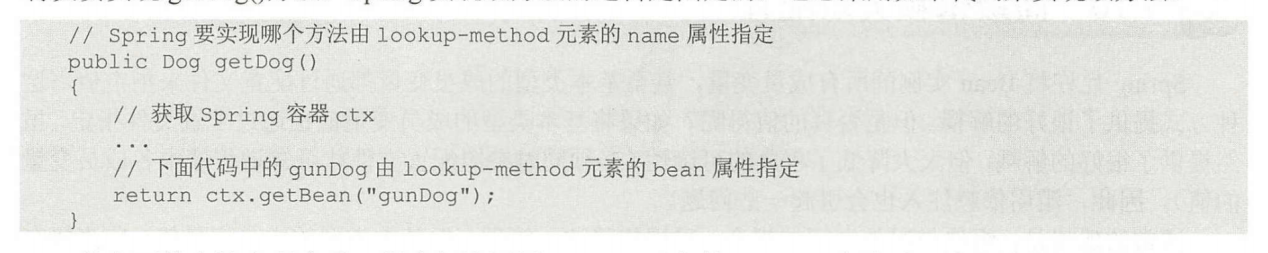 // Spring 要实现哪个方法由 lookup-method 元素的 name 属性指定
public Dog getDog()
{
// 获取 Spring 容器 ctx
...
// 下面代码中的 gunDog 由 lookup-method 元素的 bean 属性指定
return ctx.getBean("gunDog");
}